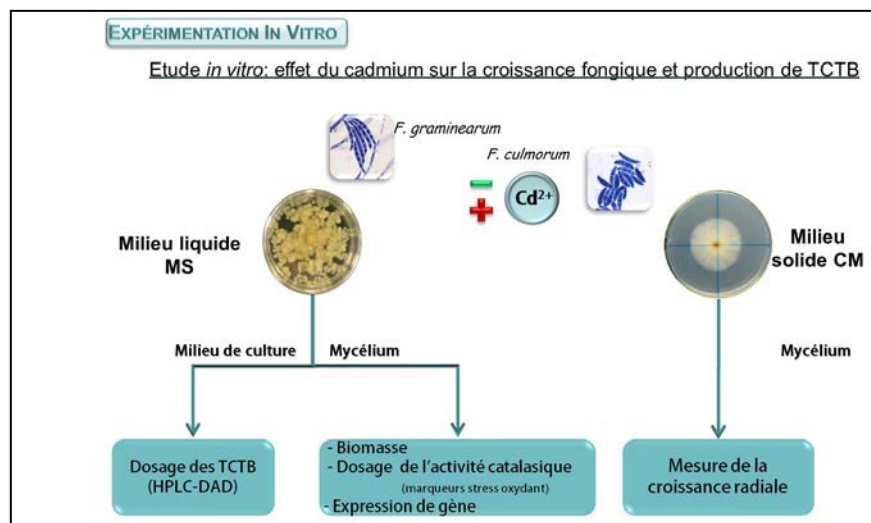 EXPÉRIMENTATION IN VITRO
Etude in vitro: effet du cadmium sur la croissance fongique et production de TCTB
F. graminearum
F. culmorum
Cd²⁺
Milieu liquide
MS
Milieu
solide CM
Milieu de culture
Mycélium
Mycélium
Dosage des TCTB
(HPLC-DAD)
- Biomasse
- Dosage de l'activité catalasique
(marqueurs stress oxydant)
- Expression de gène
Mesure de la
croissance radiale